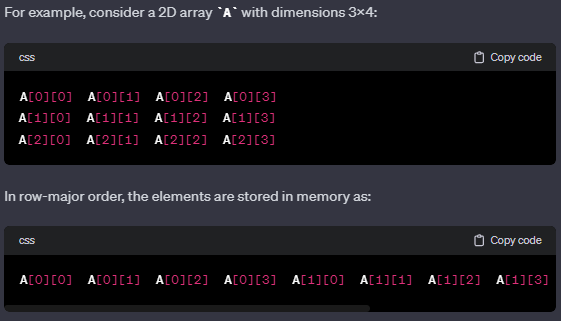 For example, consider a 2D array `A` with dimensions 3×4:
css Copy code
A[0][0] A[0][1] A[0][2] A[0][3]
A[1][0] A[1][1] A[1][2] A[1][3]
A[2][0] A[2][1] A[2][2] A[2][3]
In row-major order, the elements are stored in memory as:
css Copy code
A[0][0] A[0][1] A[0][2] A[0][3] A[1][0] A[1][1] A[1][2] A[1][3]